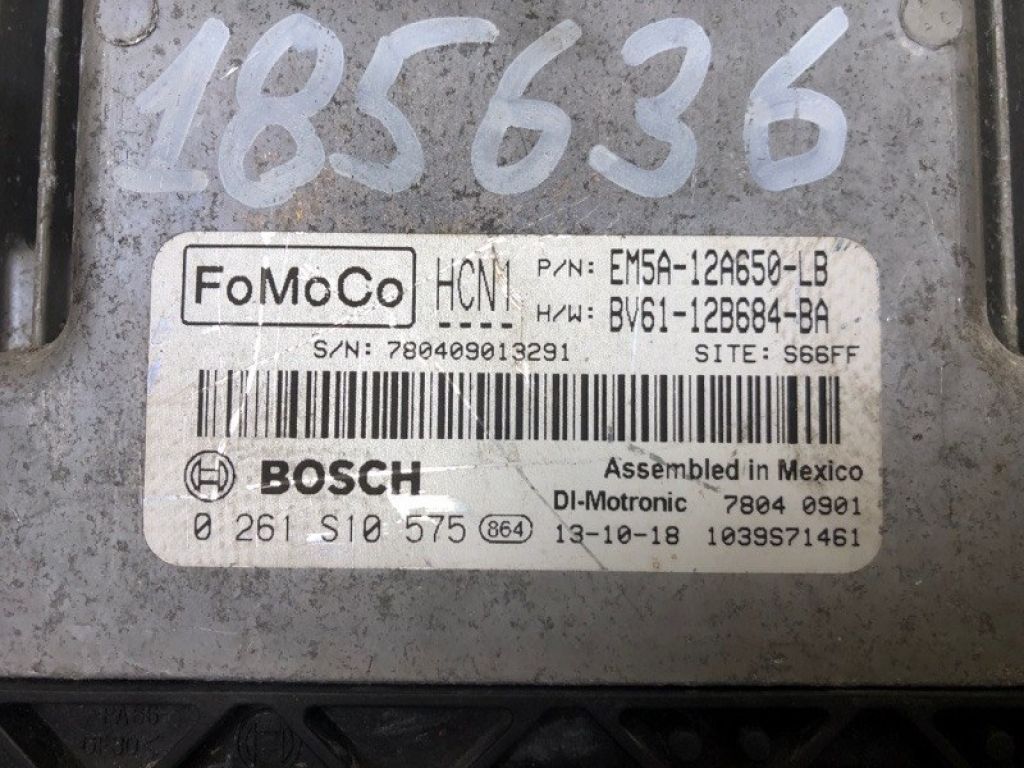 185636
FoMoCo HCN1 P/N: EM5A-12A650-LB
H/W: BV61-12B684-BA
S/N: 780409013291 SITE: S66FF
BOSCH Assembled in Mexico
DI-Motronic 7804 0901
0 261 S10 575 864 13-10-18 1039S71461